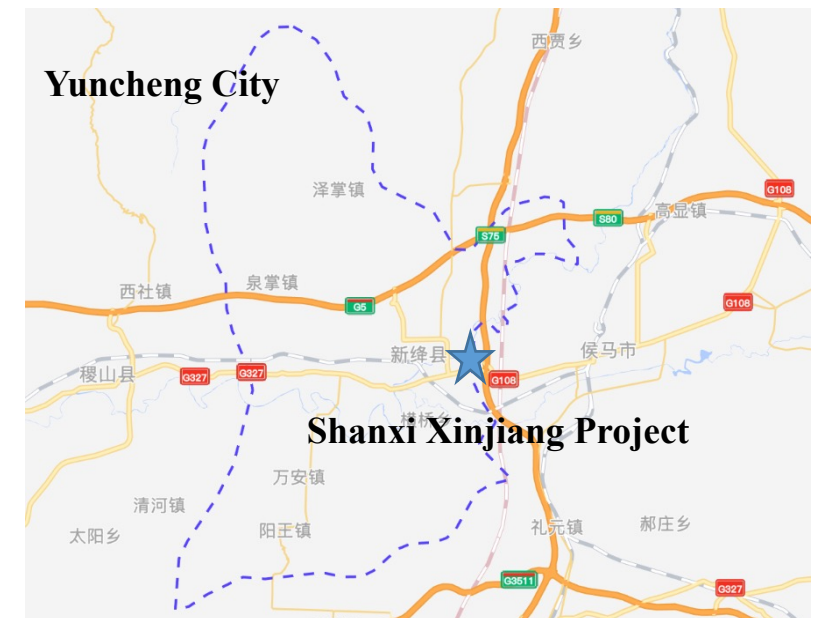 西贾乡
Yuncheng City
泽掌镇
G108
S80
高显镇
S75
泉掌镇
西社镇
G5
G108
新绛县
侯马市
稷山县
G327
G327
G108
横桥乡
Shanxi Xinjiang Project
万安镇
清河镇
阳王镇
礼元镇
郝庄乡
太阳乡
G3511
G327